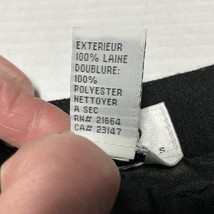 EXTERIEUR
100% LAINE
DOUBLURE:
100%
POLYESTER
NETTOYER
A SEC
RN# 21664
CA# 23147
S